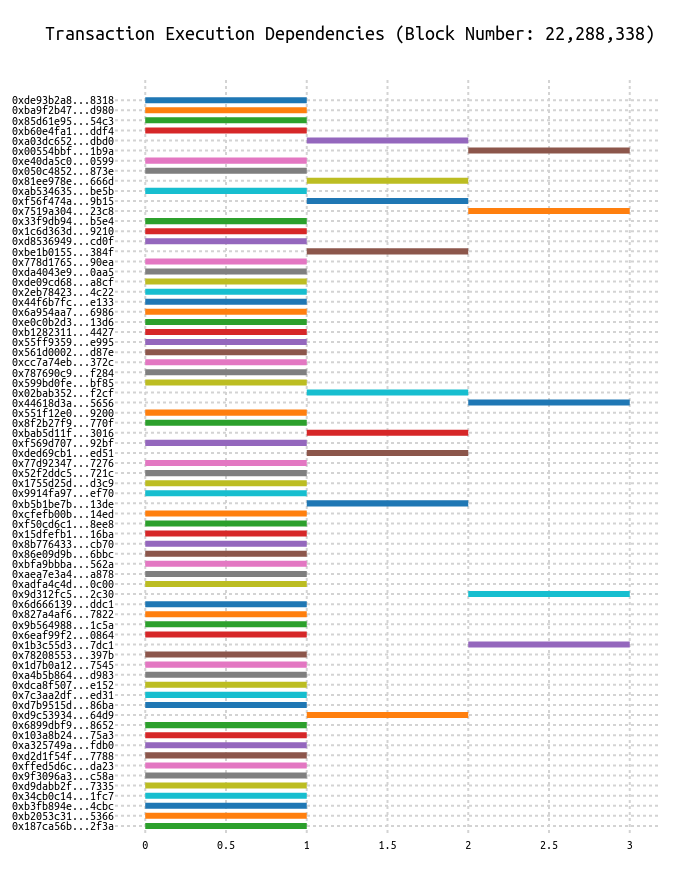 Transaction Execution Dependencies (Block Number: 22,288,338)
0xde93b2a8...8318
0xba9f2b47...d980
0x85d61e95...54c3
0xb60e4fa1...ddf4
0xa03dc652...dbd0
0x00554bbf...1b9a
0xe40da5c0...0599
0x050c4852...873e
0x81ee978e...666d
0xab534635...be5b
0xf56f474a...9b15
0x7519a304...23c8
0x33f9db94...b5e4
0x1c6d363d...9210
0xd8536949...cd0f
0xbe1b0155...384f
0x778d1765...90ea
0xda4043e9...0aa5
0xde09cd68...a8cf
0x2eb78423...4c22
0x44f6b7fc...e133
0x6a954aa7...6986
0xe0c0b2d3...13d6
0xb1282311...4427
0x55ff9359...e995
0x561d0002...d87e
0xcc7a74eb...372c
0x787690c9...f284
0x599bd0fe...bf85
0x02bab352...f2cf
0x44618d3a...5656
0x551f12e0...9200
0x8f2b27f9...770f
0xbab5d11f...3016
0xf569d707...92bf
0xded69cb1...ed51
0x77d92347...7276
0x52f2ddc5...721c
0x1755d25d...d3c9
0x9914fa97...ef70
0xb5b1be7b...13de
0xcfefb00b...14ed
0xf50cd6c1...8ee8
0x15dfefb1...16ba
0x8b776433...cb70
0x86e09d9b...6bbc
0xbfa9bbba...562a
0xaea7e3a4...a878
0xadfa4c4d...0c00
0x9d312fc5...2c30
0x6d666139...ddc1
0x827a4af6...7822
0x9b564988...1c5a
0x6eaf99f2...0864
0x1b3c55d3...7dc1
0x78208553...397b
0x1d7b0a12...7545
0xa4b5b864...d983
0xdca8f507...e152
0x7c3aa2df...ed31
0xd7b9515d...86ba
0xd9c53934...64d9
0x6899dbf9...8652
0x103a8b24...75a3
0xa325749a...fdb0
0xd2d1f54f...7788
0xffed5d6c...da23
0x9f3096a3...c58a
0xd9dabb2f...7335
0x34cb0c14...1fc7
0xb3fb894e...4cbc
0xb2053c31...5366
0x187ca56b...2f3a
0 0.5 1 1.5 2 2.5 3